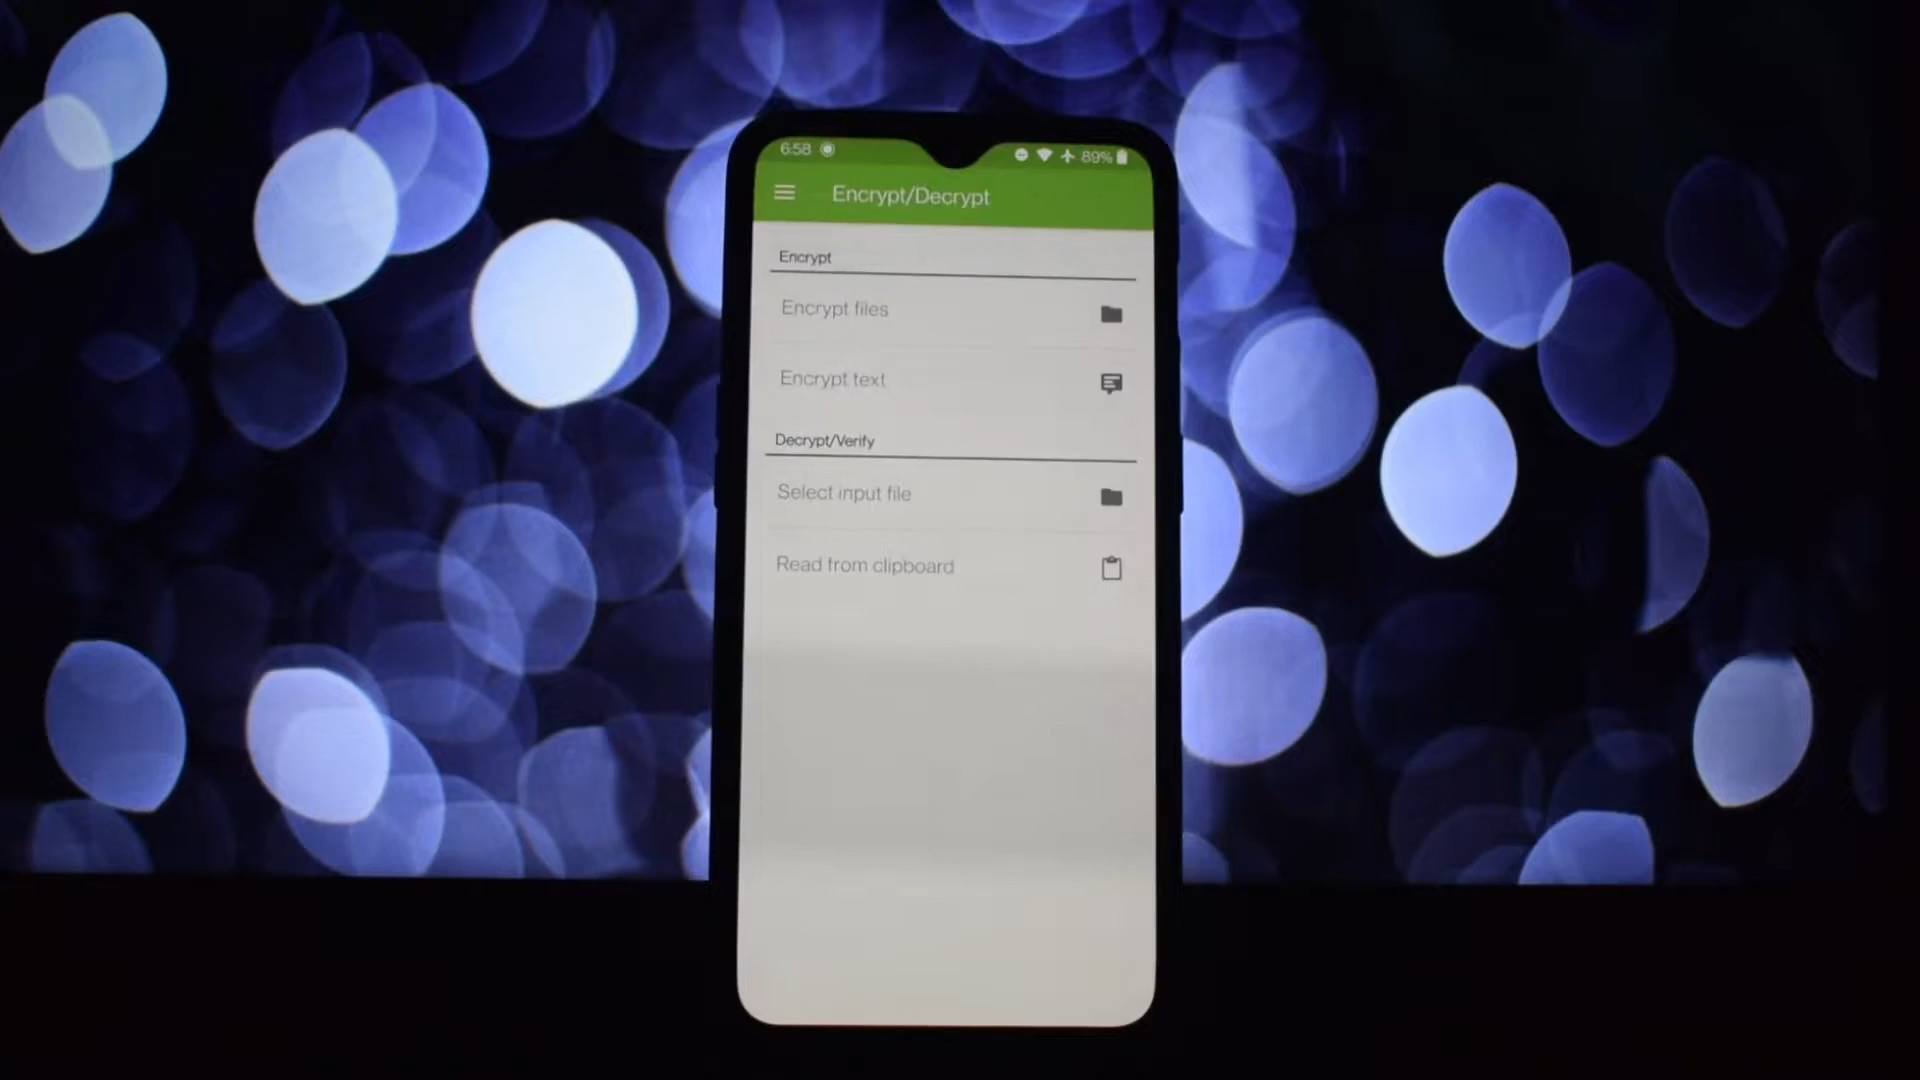 6:58 89%
Encrypt/Decrypt
Encrypt
Encrypt files
Encrypt text
Decrypt/Verify
Select input file
Read from clipboard